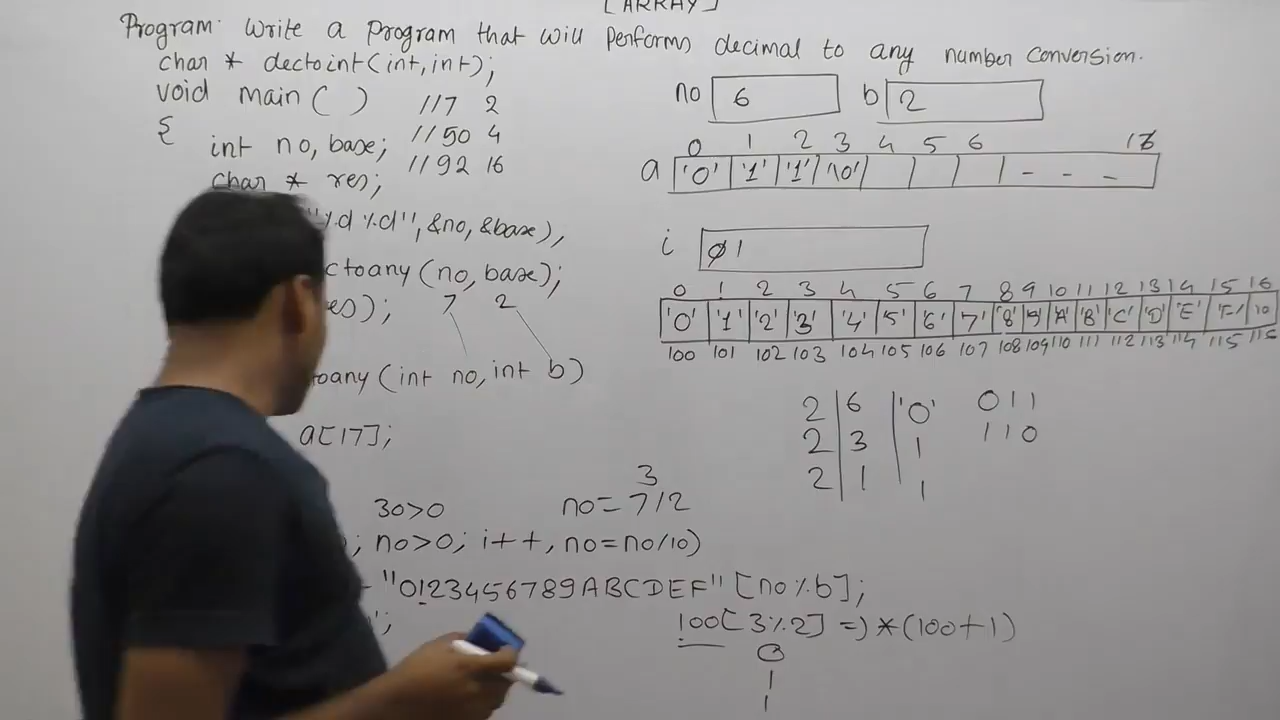 [ARRAY]
Program: Write a Program that will Performs decimal to any number conversion.
char * dectoint(int, int);
void main( )
{
int no, base;
char * res;
"%d %d", &no, &base),
ctoany (no, base);
es);
7 2
oany (int no, int b)
a[17];
30>0
3
no = 7/2
; no>0; i++, no=no/10)
"0123456789ABCDEF" [no%b];
';
117 2
1150 4
1192 16
no 6
b 2
0 1 2 3 4 5 6
a '0' '1' '1' '\0' - - -
i 0 1
0 1 2 3 4 5 6 7 8 9 10 11 12 13 14 15 16
'0' '1' '2' '3' '4' '5' '6' '7' '8' '9' 'A' 'B' 'C' 'D' 'E' 'F' \0
100 101 102 103 104 105 106 107 108 109 110 111 112 113 114 115 116
2 6 '0' 011
2 3 1 110
2 1 1
100[3%2] => *(100+1)
0
1
1